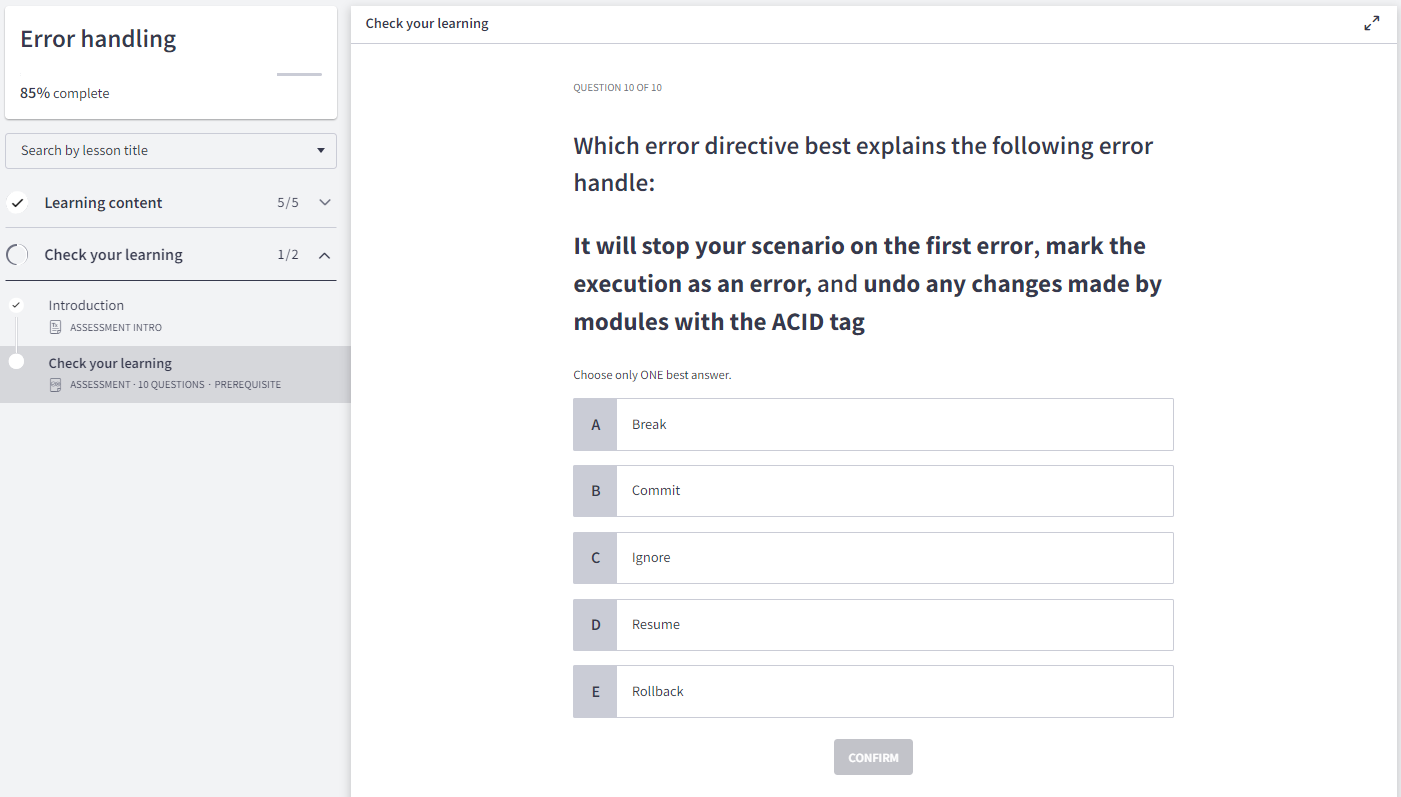 Error handling
85% complete
Search by lesson title
Learning content 5/5
Check your learning 1/2
Introduction
ASSESSMENT INTRO
Check your learning
ASSESSMENT · 10 QUESTIONS · PREREQUISITE
Check your learning
QUESTION 10 OF 10
Which error directive best explains the following error
handle:
It will stop your scenario on the first error, mark the
execution as an error, and undo any changes made by
modules with the ACID tag
Choose only ONE best answer.
A Break
B Commit
C Ignore
D Resume
E Rollback
CONFIRM